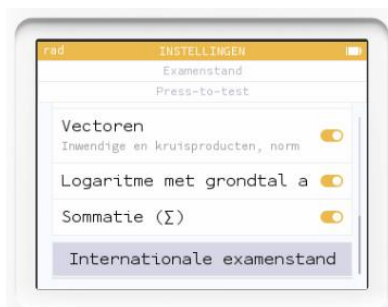 rad INSTELLINGEN
Examenstand
Press-to-test
Vectoren
Inwendige en kruisproducten, norm
Logaritme met grondtal a
Sommatie (∑)
Internationale examenstand